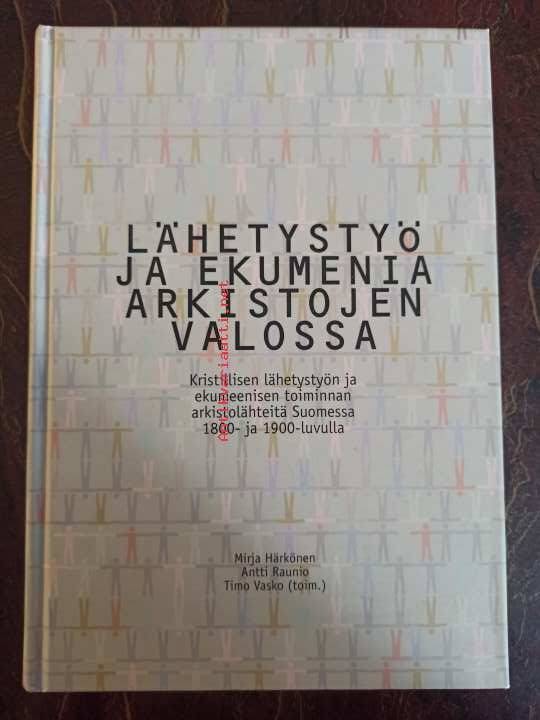 LÄHETYSTYÖ
JA EKUMENIA
ARKISTOJEN
VALOSSA
Kristillisen lähetystyön ja
ekumeenisen toiminnan
arkistolähteitä Suomessa
1800- ja 1900-luvulla
Mirja Härkönen
Antti Raunio
Timo Vasko (toim.)